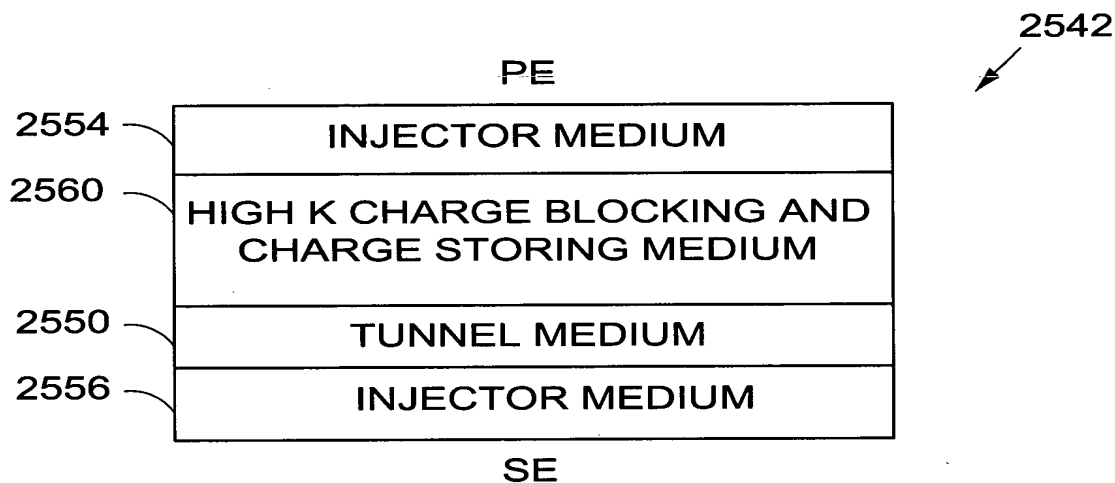 2542
PE
2554
INJECTOR MEDIUM
2560
HIGH K CHARGE BLOCKING AND
CHARGE STORING MEDIUM
2550
TUNNEL MEDIUM
2556
INJECTOR MEDIUM
SE